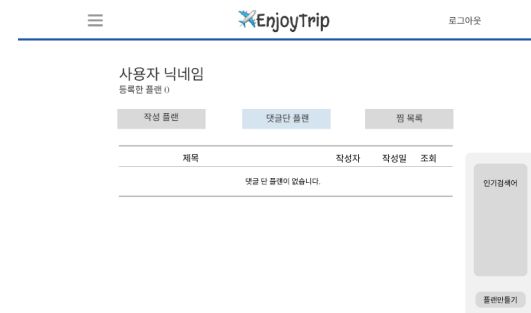 EnjoyTrip
로그아웃
사용자 닉네임
등록한 플랜 0
작성 플랜
댓글단 플랜
찜 목록
제목 작성자 작성일 조회
댓글 단 플랜이 없습니다.
인기검색어
플랜만들기